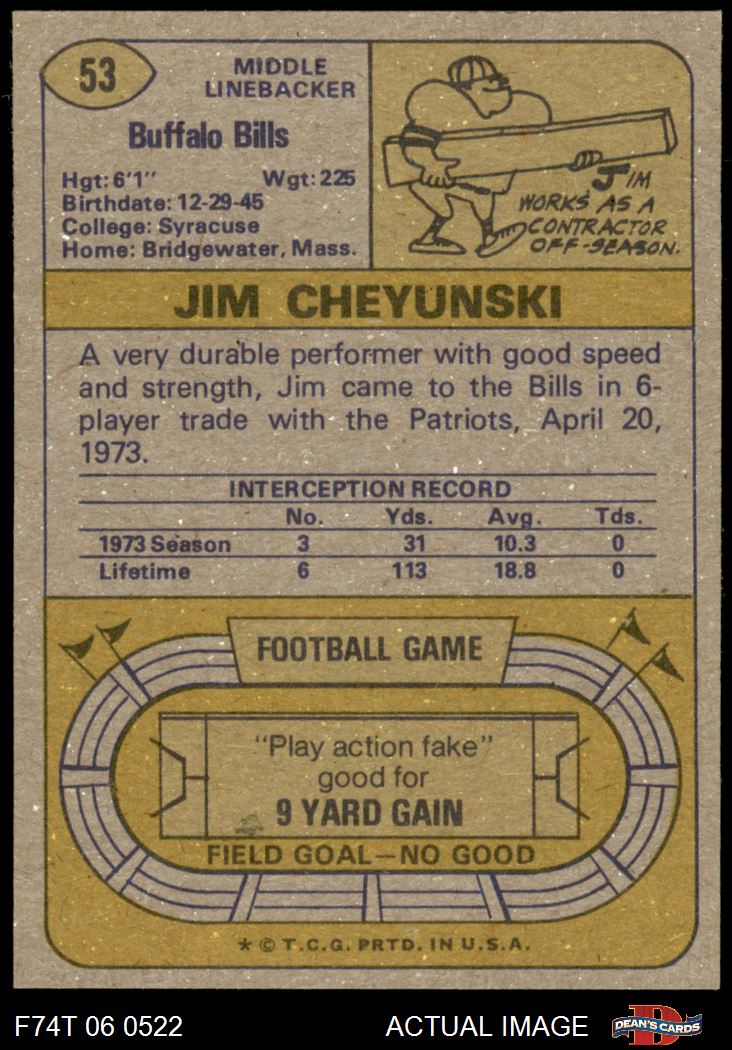 53
MIDDLE
LINEBACKER
Buffalo Bills
Hgt: 6'1" Wgt: 225
Birthdate: 12-29-45
College: Syracuse
Home: Bridgewater, Mass.
JIM
WORKS AS A
CONTRACTOR
OFF-SEASON.
JIM CHEYUNSKI
A very durable performer with good speed
and strength, Jim came to the Bills in 6-
player trade with the Patriots, April 20,
1973.
INTERCEPTION RECORD
No. Yds. Avg. Tds.
1973 Season 3 31 10.3 0
Lifetime 6 113 18.8 0
FOOTBALL GAME
"Play action fake"
good for
9 YARD GAIN
FIELD GOAL—NO GOOD
* © T.C.G. PRTD. IN U.S.A.
F74T 06 0522 ACTUAL IMAGE
D
DEAN'S CARDS